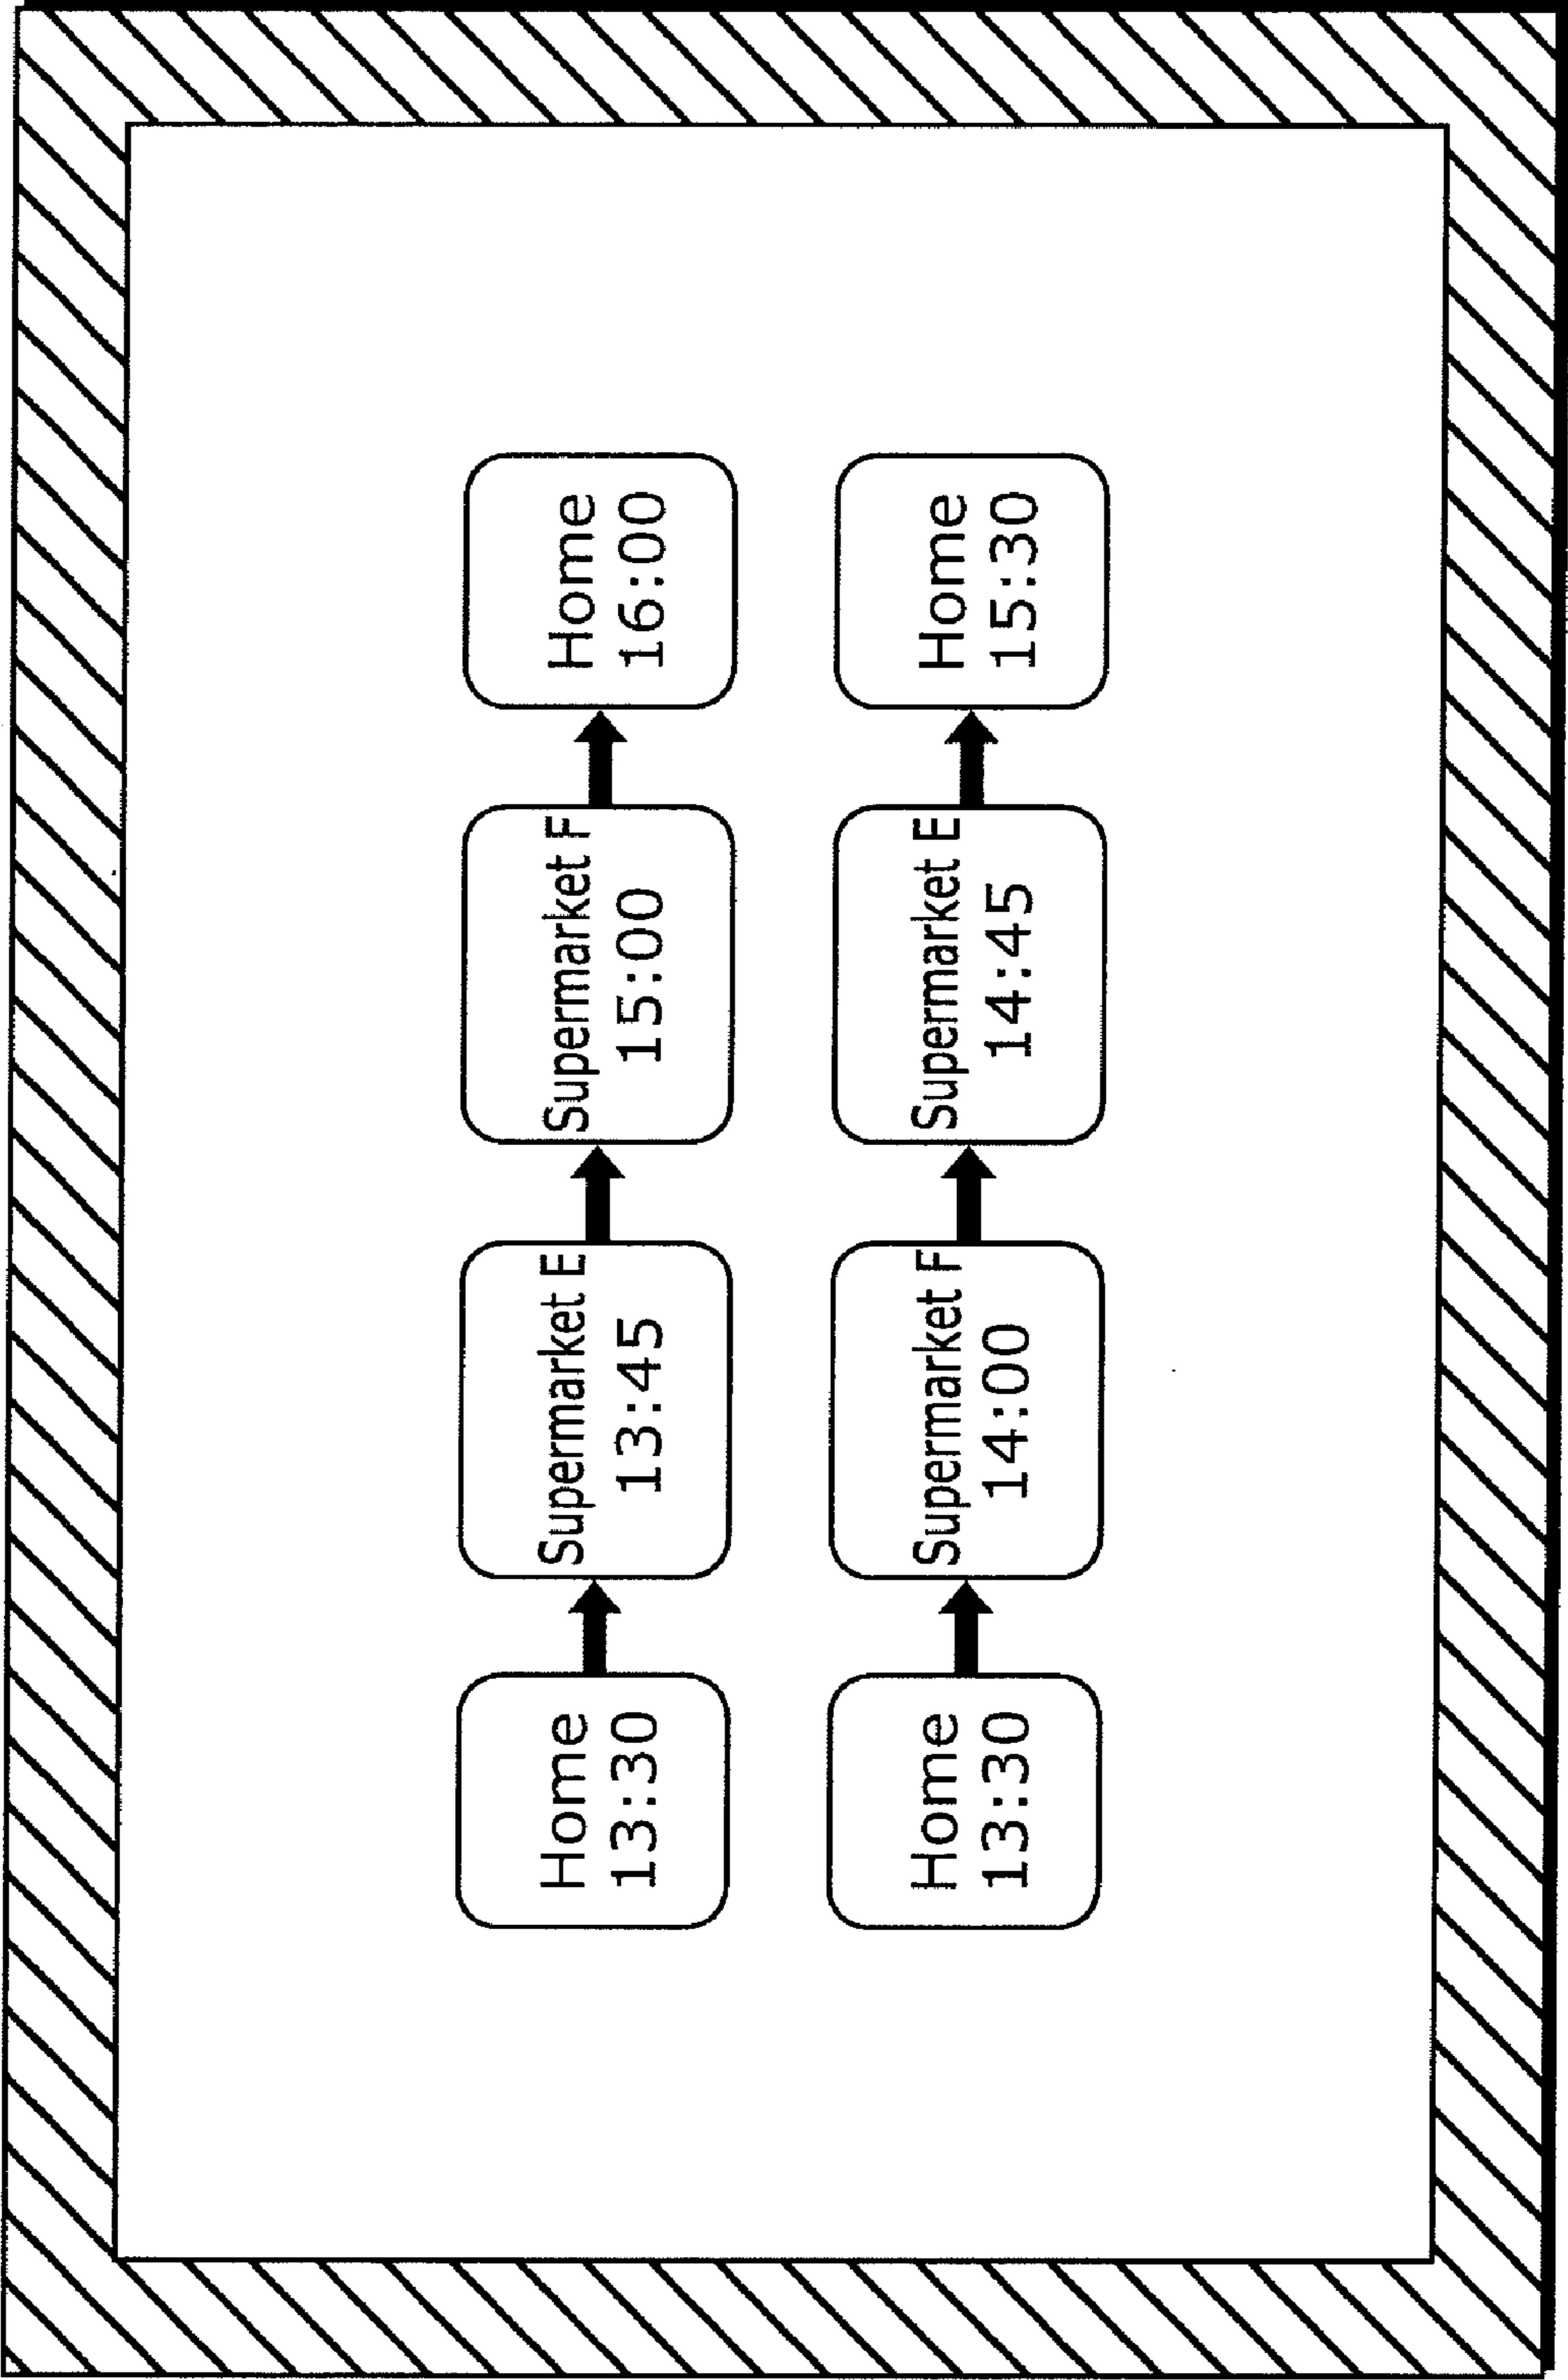 Home
13:30
Supermarket E
13:45
Supermarket F
15:00
Home
16:00
Home
13:30
Supermarket F
14:00
Supermarket E
14:45
Home
15:30